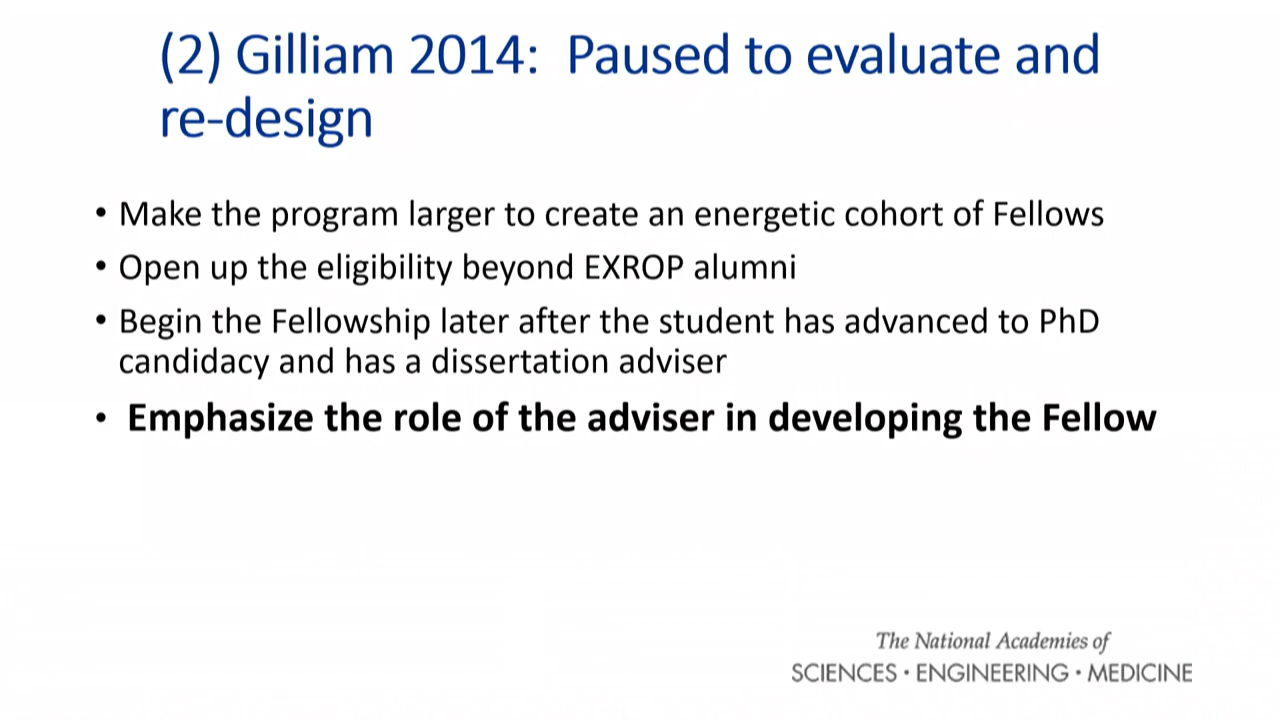 (2) Gilliam 2014:  Paused to evaluate and
re-design
• Make the program larger to create an energetic cohort of Fellows
• Open up the eligibility beyond EXROP alumni
• Begin the Fellowship later after the student has advanced to PhD
candidacy and has a dissertation adviser
• Emphasize the role of the adviser in developing the Fellow
The National Academies of
SCIENCES · ENGINEERING · MEDICINE